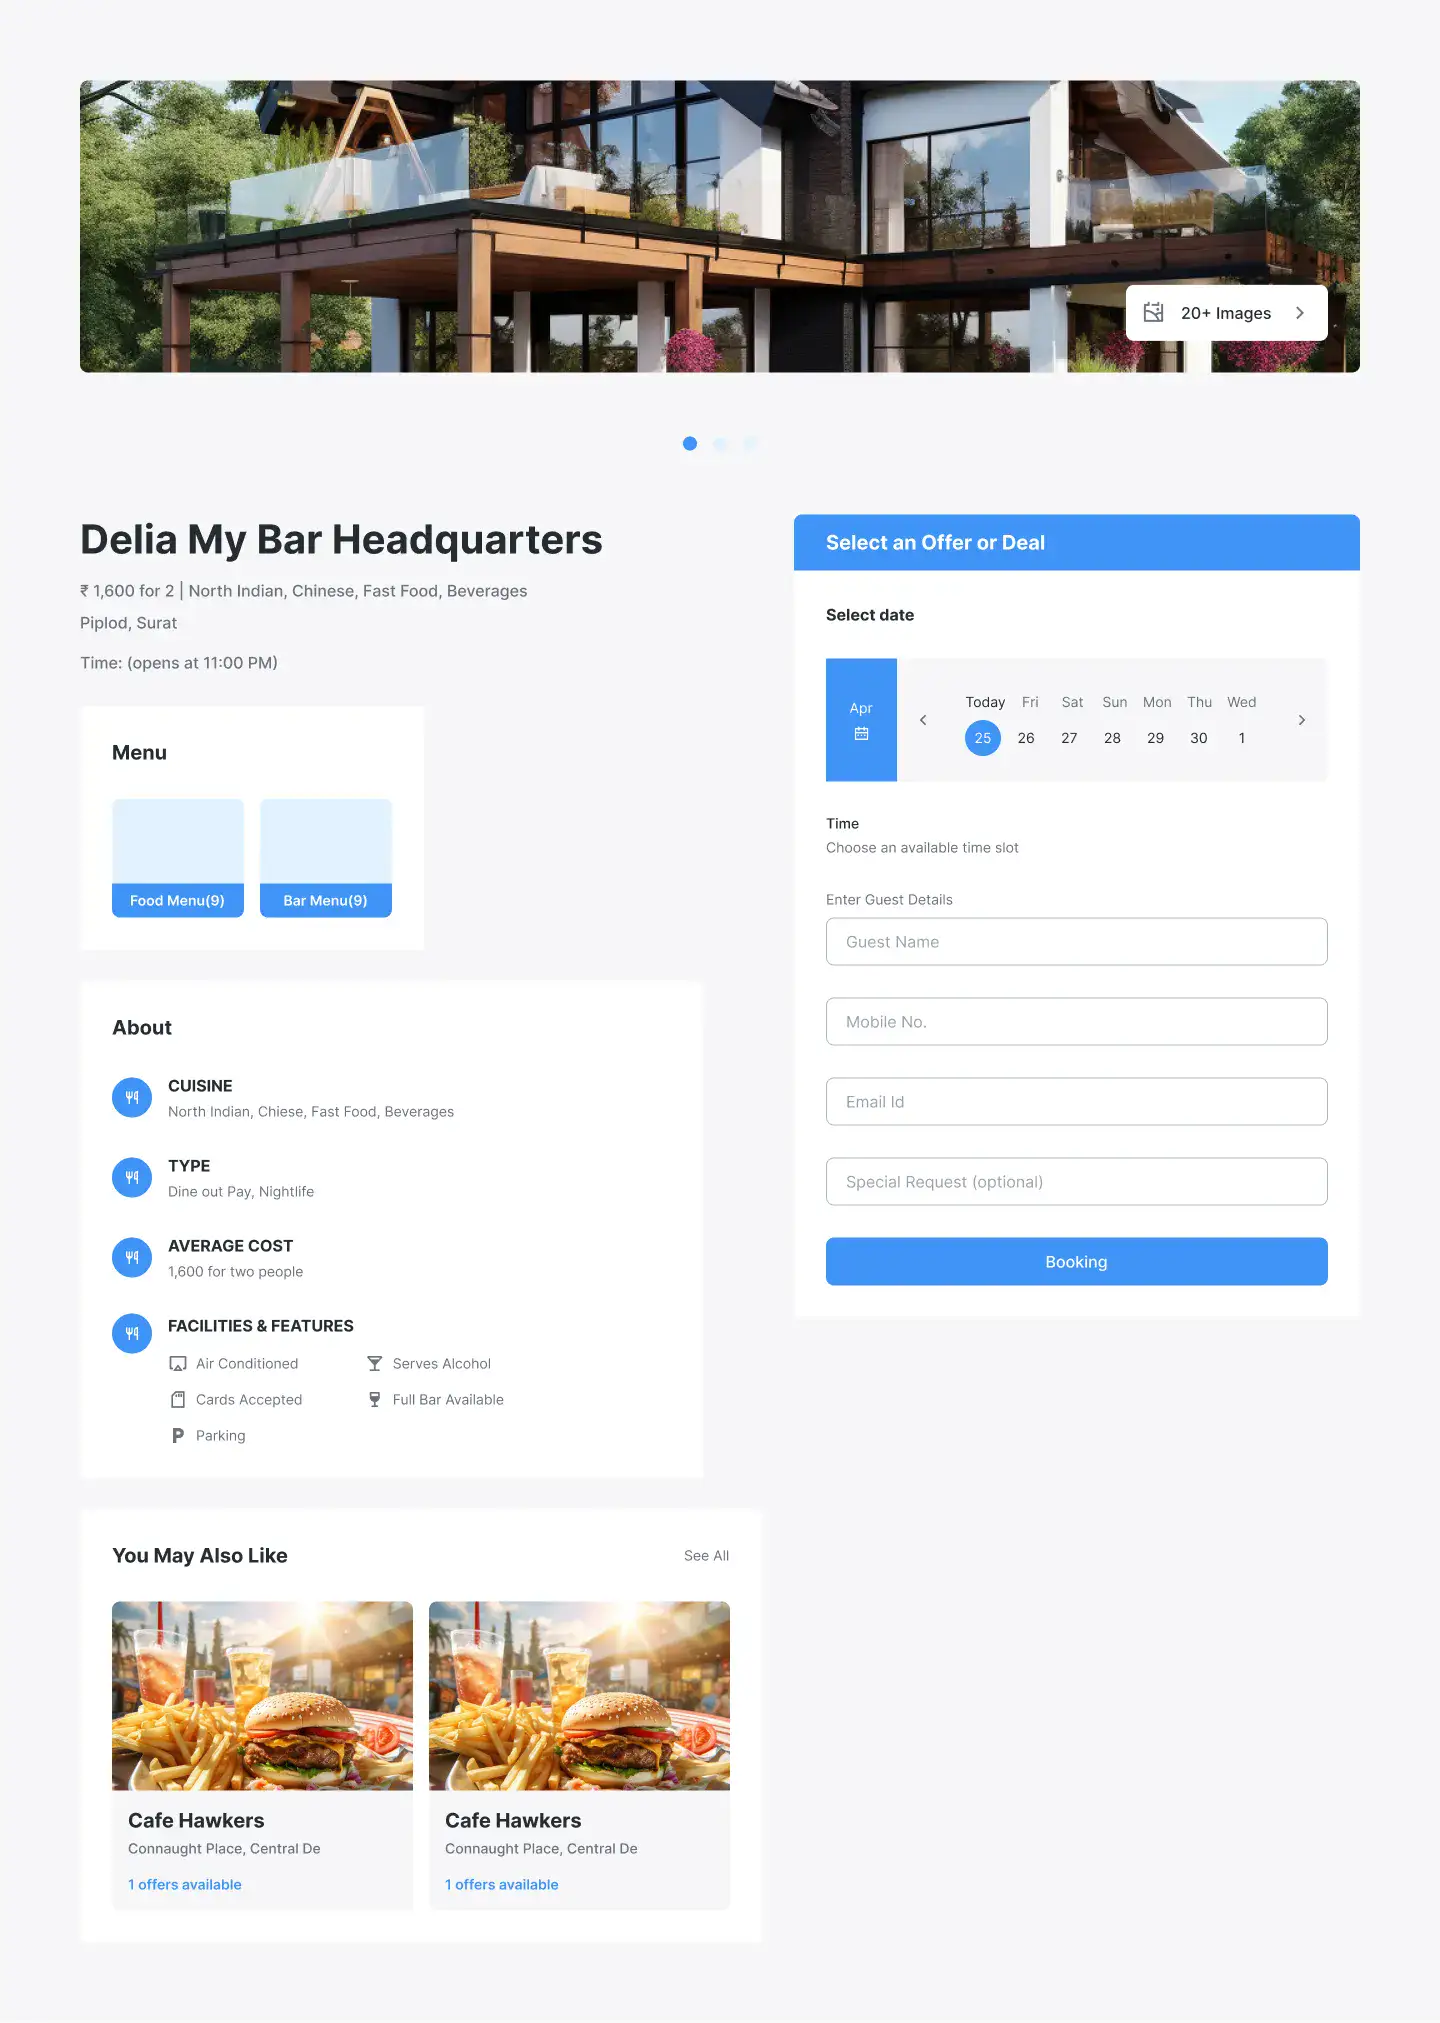 20+ Images
Delia My Bar Headquarters
₹ 1,600 for 2 | North Indian, Chinese, Fast Food, Beverages
Piplod, Surat
Time: (opens at 11:00 PM)
Menu
Food Menu(9)
Bar Menu(9)
About
CUISINE
North Indian, Chiese, Fast Food, Beverages
TYPE
Dine out Pay, Nightlife
AVERAGE COST
1,600 for two people
FACILITIES & FEATURES
Air Conditioned
Serves Alcohol
Cards Accepted
Full Bar Available
Parking
You May Also Like
See All
Cafe Hawkers
Connaught Place, Central De
1 offers available
Cafe Hawkers
Connaught Place, Central De
1 offers available
Select an Offer or Deal
Select date
Apr
Today Fri Sat Sun Mon Thu Wed
25 26 27 28 29 30 1
Time
Choose an available time slot
Enter Guest Details
Guest Name
Mobile No.
Email Id
Special Request (optional)
Booking